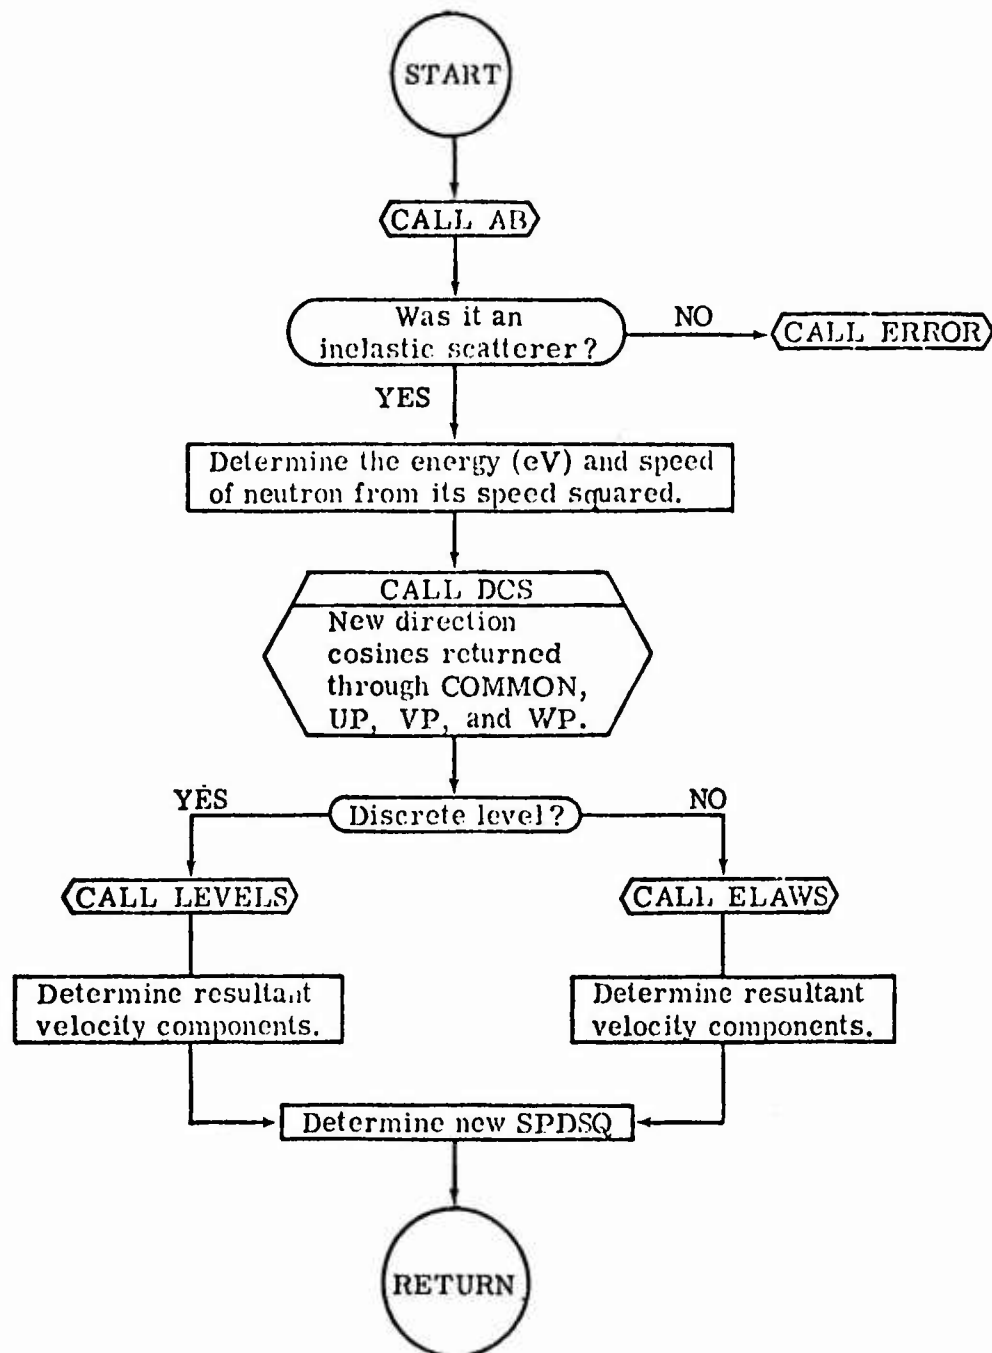 START
CALL AB
Was it an
inelastic scatterer?
NO
CALL ERROR
YES
Determine the energy (eV) and speed
of neutron from its speed squared.
CALL DCS
New direction
cosines returned
through COMMON,
UP, VP, and WP.
YES
Discrete level?
NO
CALL LEVELS
CALL ELAWS
Determine resultant
velocity components.
Determine resultant
velocity components.
Determine new SPDSQ
RETURN